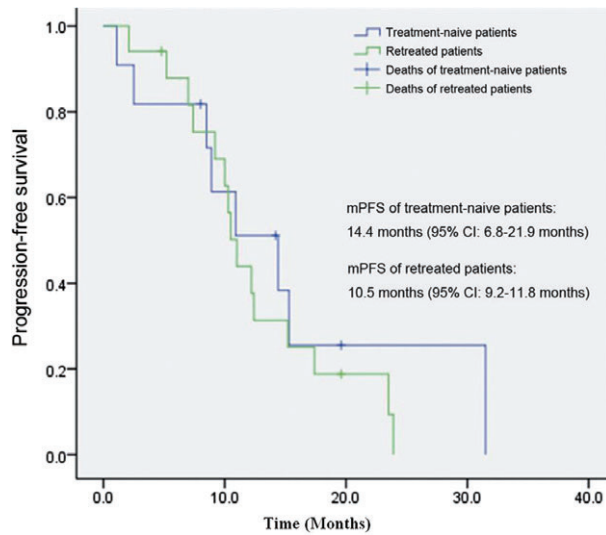 Treatment-naive patients
Retreated patients
Deaths of treatment-naive patients
Deaths of retreated patients
mPFS of treatment-naive patients:
14.4 months (95% CI: 6.8-21.9 months)
mPFS of retreated patients:
10.5 months (95% CI: 9.2-11.8 months)
Progression-free survival
1.0
0.8
0.6
0.4
0.2
0.0
0.0 10.0 20.0 30.0 40.0
Time (Months)